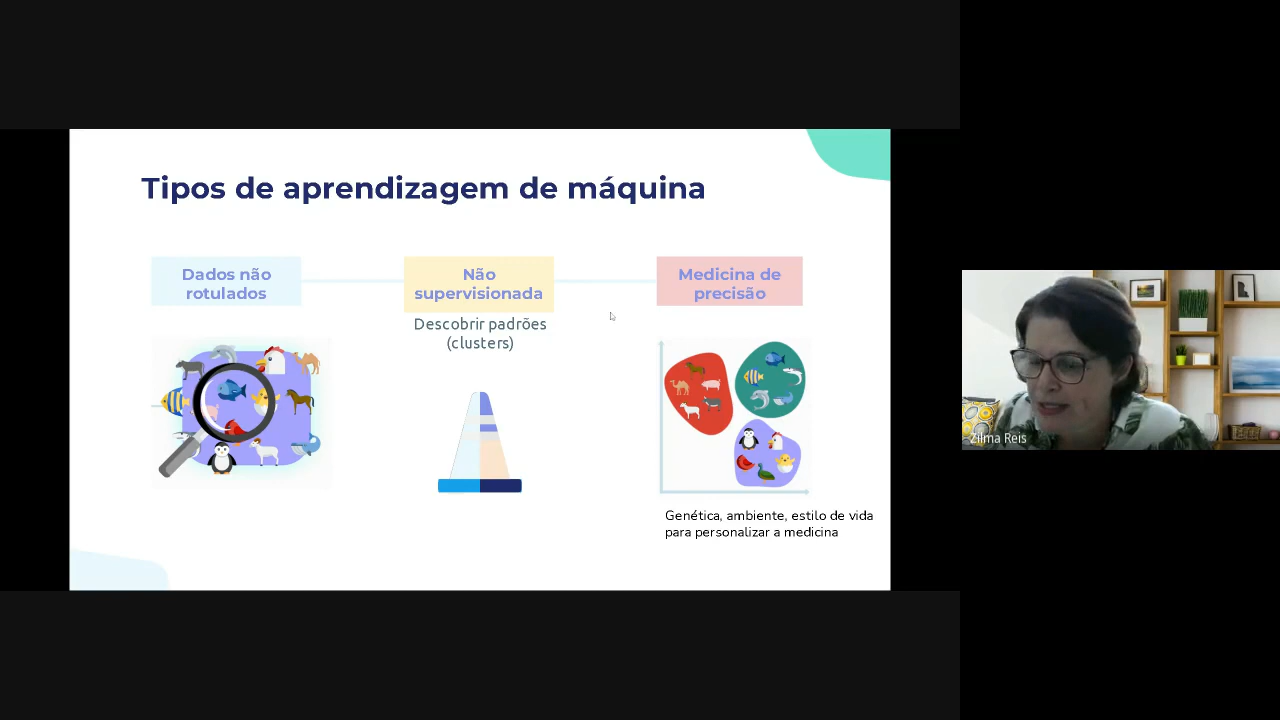 Tipos de aprendizagem de máquina
Dados não
rotulados
Não
supervisionada
Descobrir padrões
(clusters)
Medicina de
precisão
Genética, ambiente, estilo de vida
para personalizar a medicina
Zilma Reis